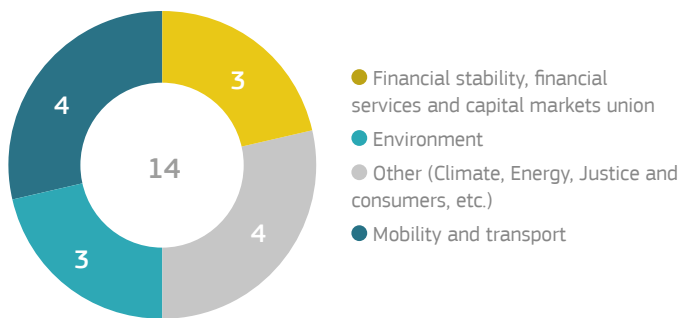 3
4
14
4
3
Financial stability, financial
services and capital markets union
Environment
Other (Climate, Energy, Justice and
consumers, etc.)
Mobility and transport